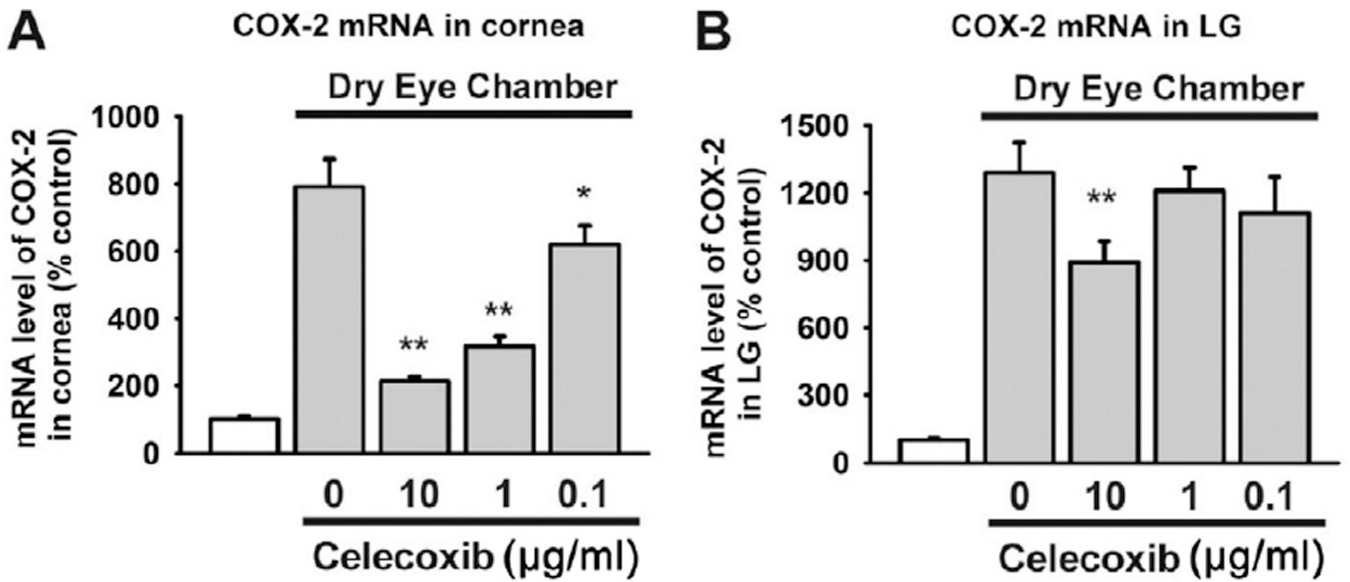 A
COX-2 mRNA in cornea
Dry Eye Chamber
mRNA level of COX-2
in cornea (% control)
1000
800
600
400
200
0
**
**
*
0 10 1 0.1
Celecoxib (μg/ml)
B
COX-2 mRNA in LG
Dry Eye Chamber
mRNA level of COX-2
in LG (% control)
1500
1200
900
600
300
0
**
0 10 1 0.1
Celecoxib (μg/ml)